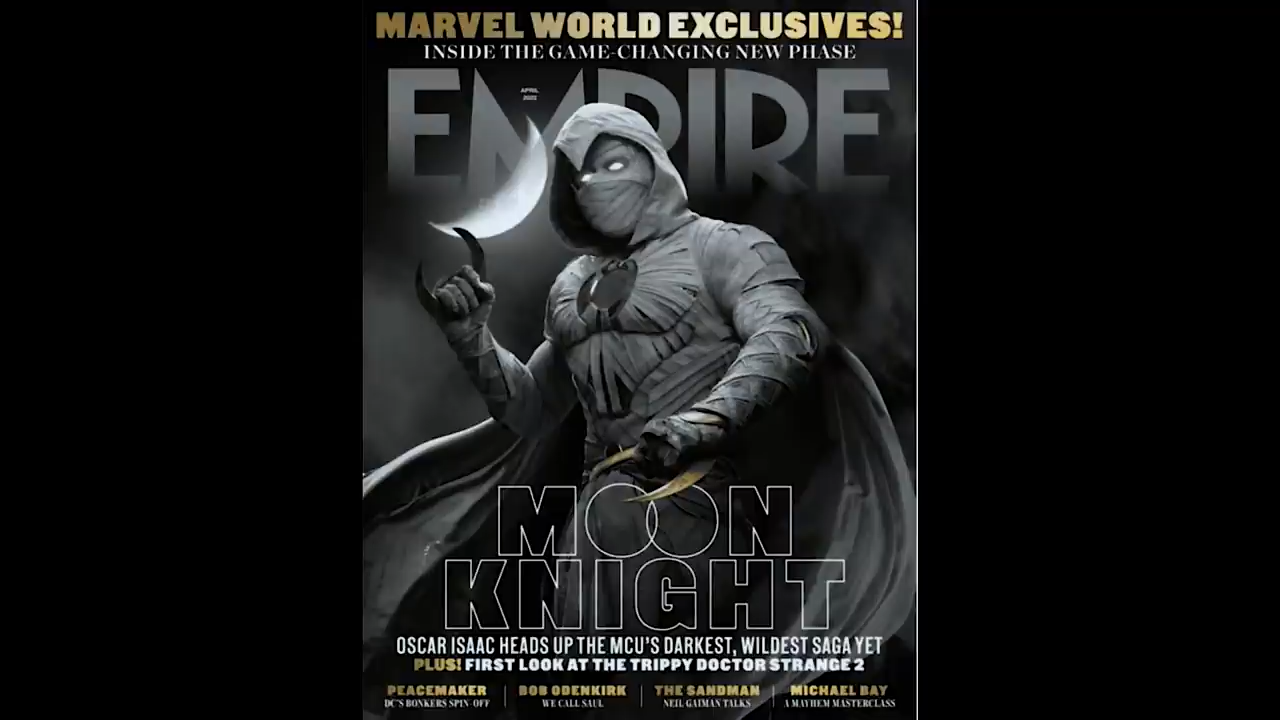 MARVEL WORLD EXCLUSIVES!
INSIDE THE GAME-CHANGING NEW PHASE
EMPIRE
APRIL
2022
MOON
KNIGHT
OSCAR ISAAC HEADS UP THE MCU'S DARKEST, WILDEST SAGA YET
PLUS! FIRST LOOK AT THE TRIPPY DOCTOR STRANGE 2
PEACEMAKER
DC'S BONKERS SPIN-OFF
BOB ODENKIRK
WE CALL SAUL
THE SANDMAN
NEIL GAIMAN TALKS
MICHAEL BAY
A MAYHEM MASTERCLASS